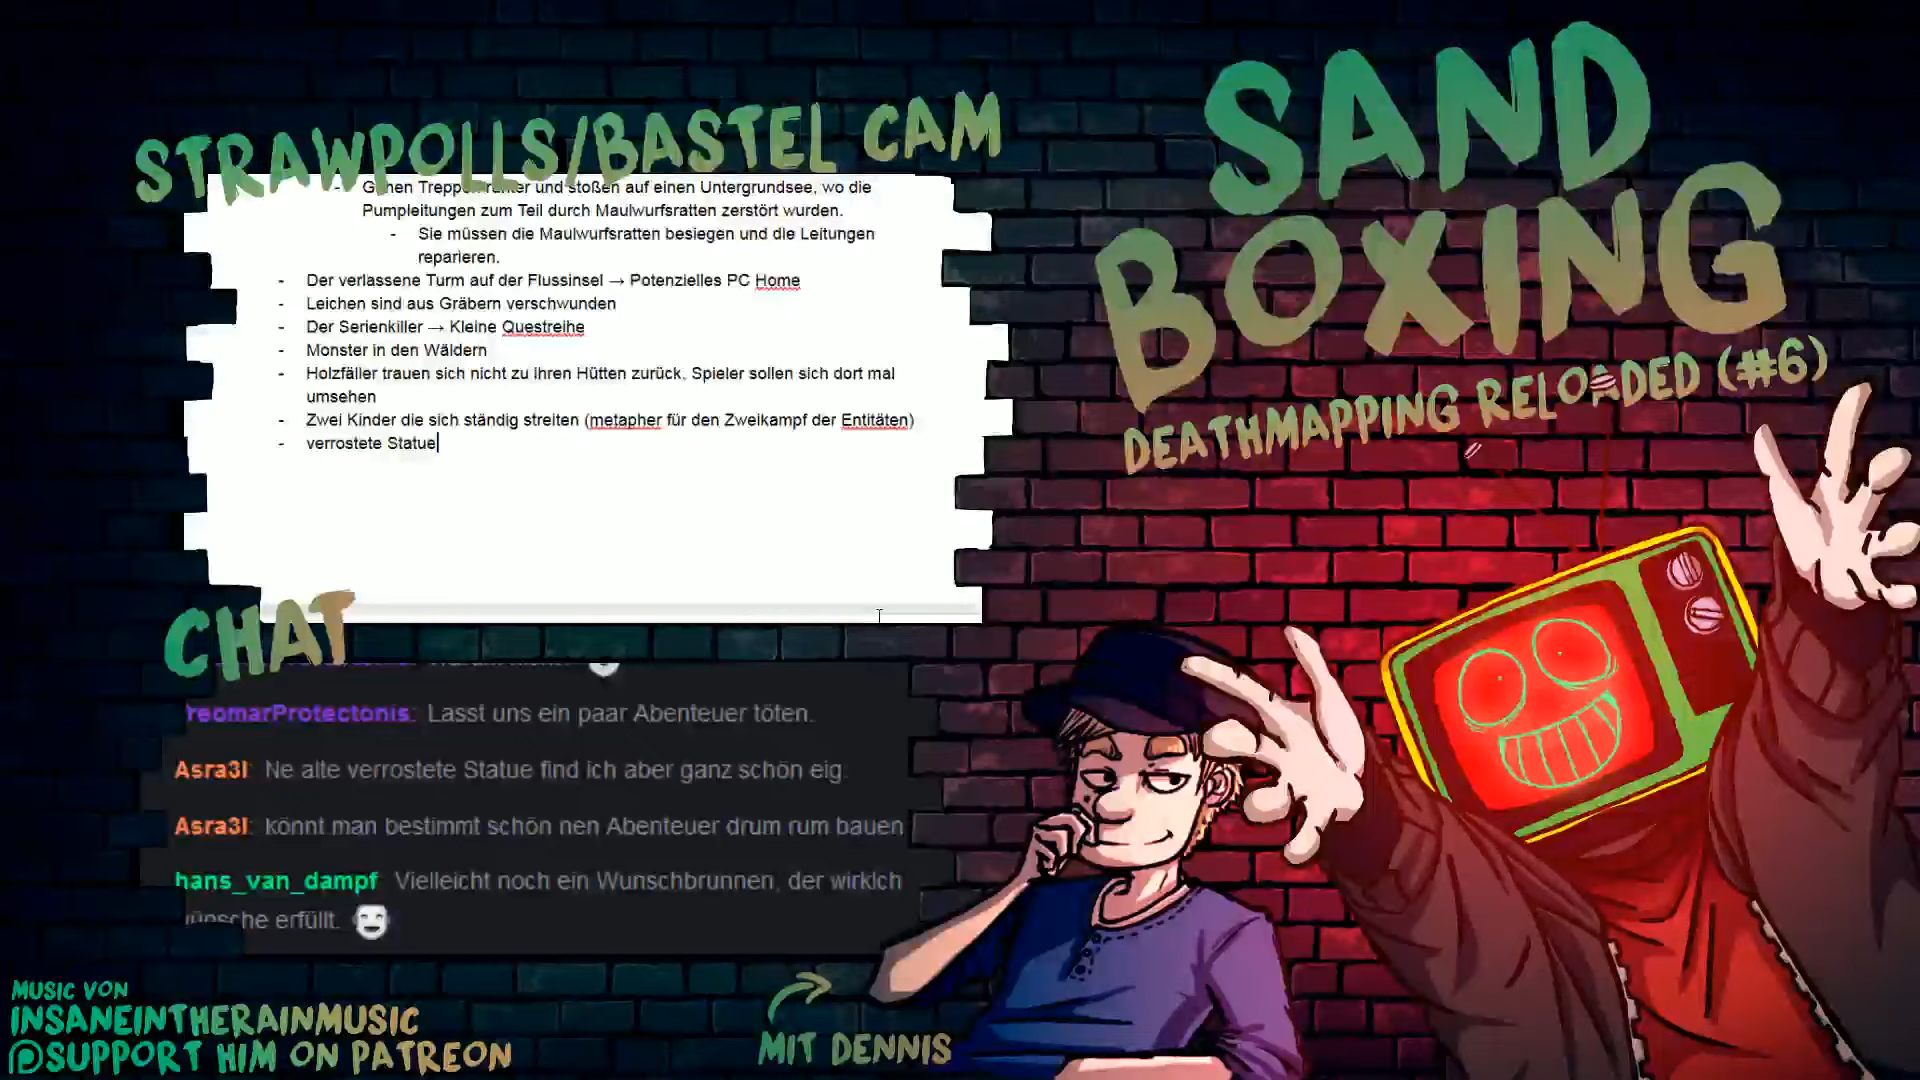 STRAWPOLLS/BASTEL CAM
Gehen Treppen runter und stoßen auf einen Untergrundsee, wo die
Pumpleitungen zum Teil durch Maulwurfsratten zerstört wurden.
- Sie müssen die Maulwurfsratten besiegen und die Leitungen
reparieren.
- Der verlassene Turm auf der Flussinsel → Potenzielles PC Home
- Leichen sind aus Gräbern verschwunden
- Der Serienkiller → Kleine Questreihe
- Monster in den Wäldern
- Holzfäller trauen sich nicht zu ihren Hütten zurück. Spieler sollen sich dort mal
umsehen
- Zwei Kinder die sich ständig streiten (metapher für den Zweikampf der Entitäten)
- verrostete Statue
SAND
BOXING
DEATHMAPPING RELOADED (#6)
CHAT
reomarProtectonis: Lasst uns ein paar Abenteuer töten.
Asra3l: Ne alte verrostete Statue find ich aber ganz schön eig.
Asra3l: könnt man bestimmt schön nen Abenteuer drum rum bauen
hans_van_dampf: Vielleicht noch ein Wunschbrunnen, der wirklch
wünsche erfüllt.
MUSIC VON
INSANEINTHERAINMUSIC
SUPPORT HIM ON PATREON
MIT DENNIS